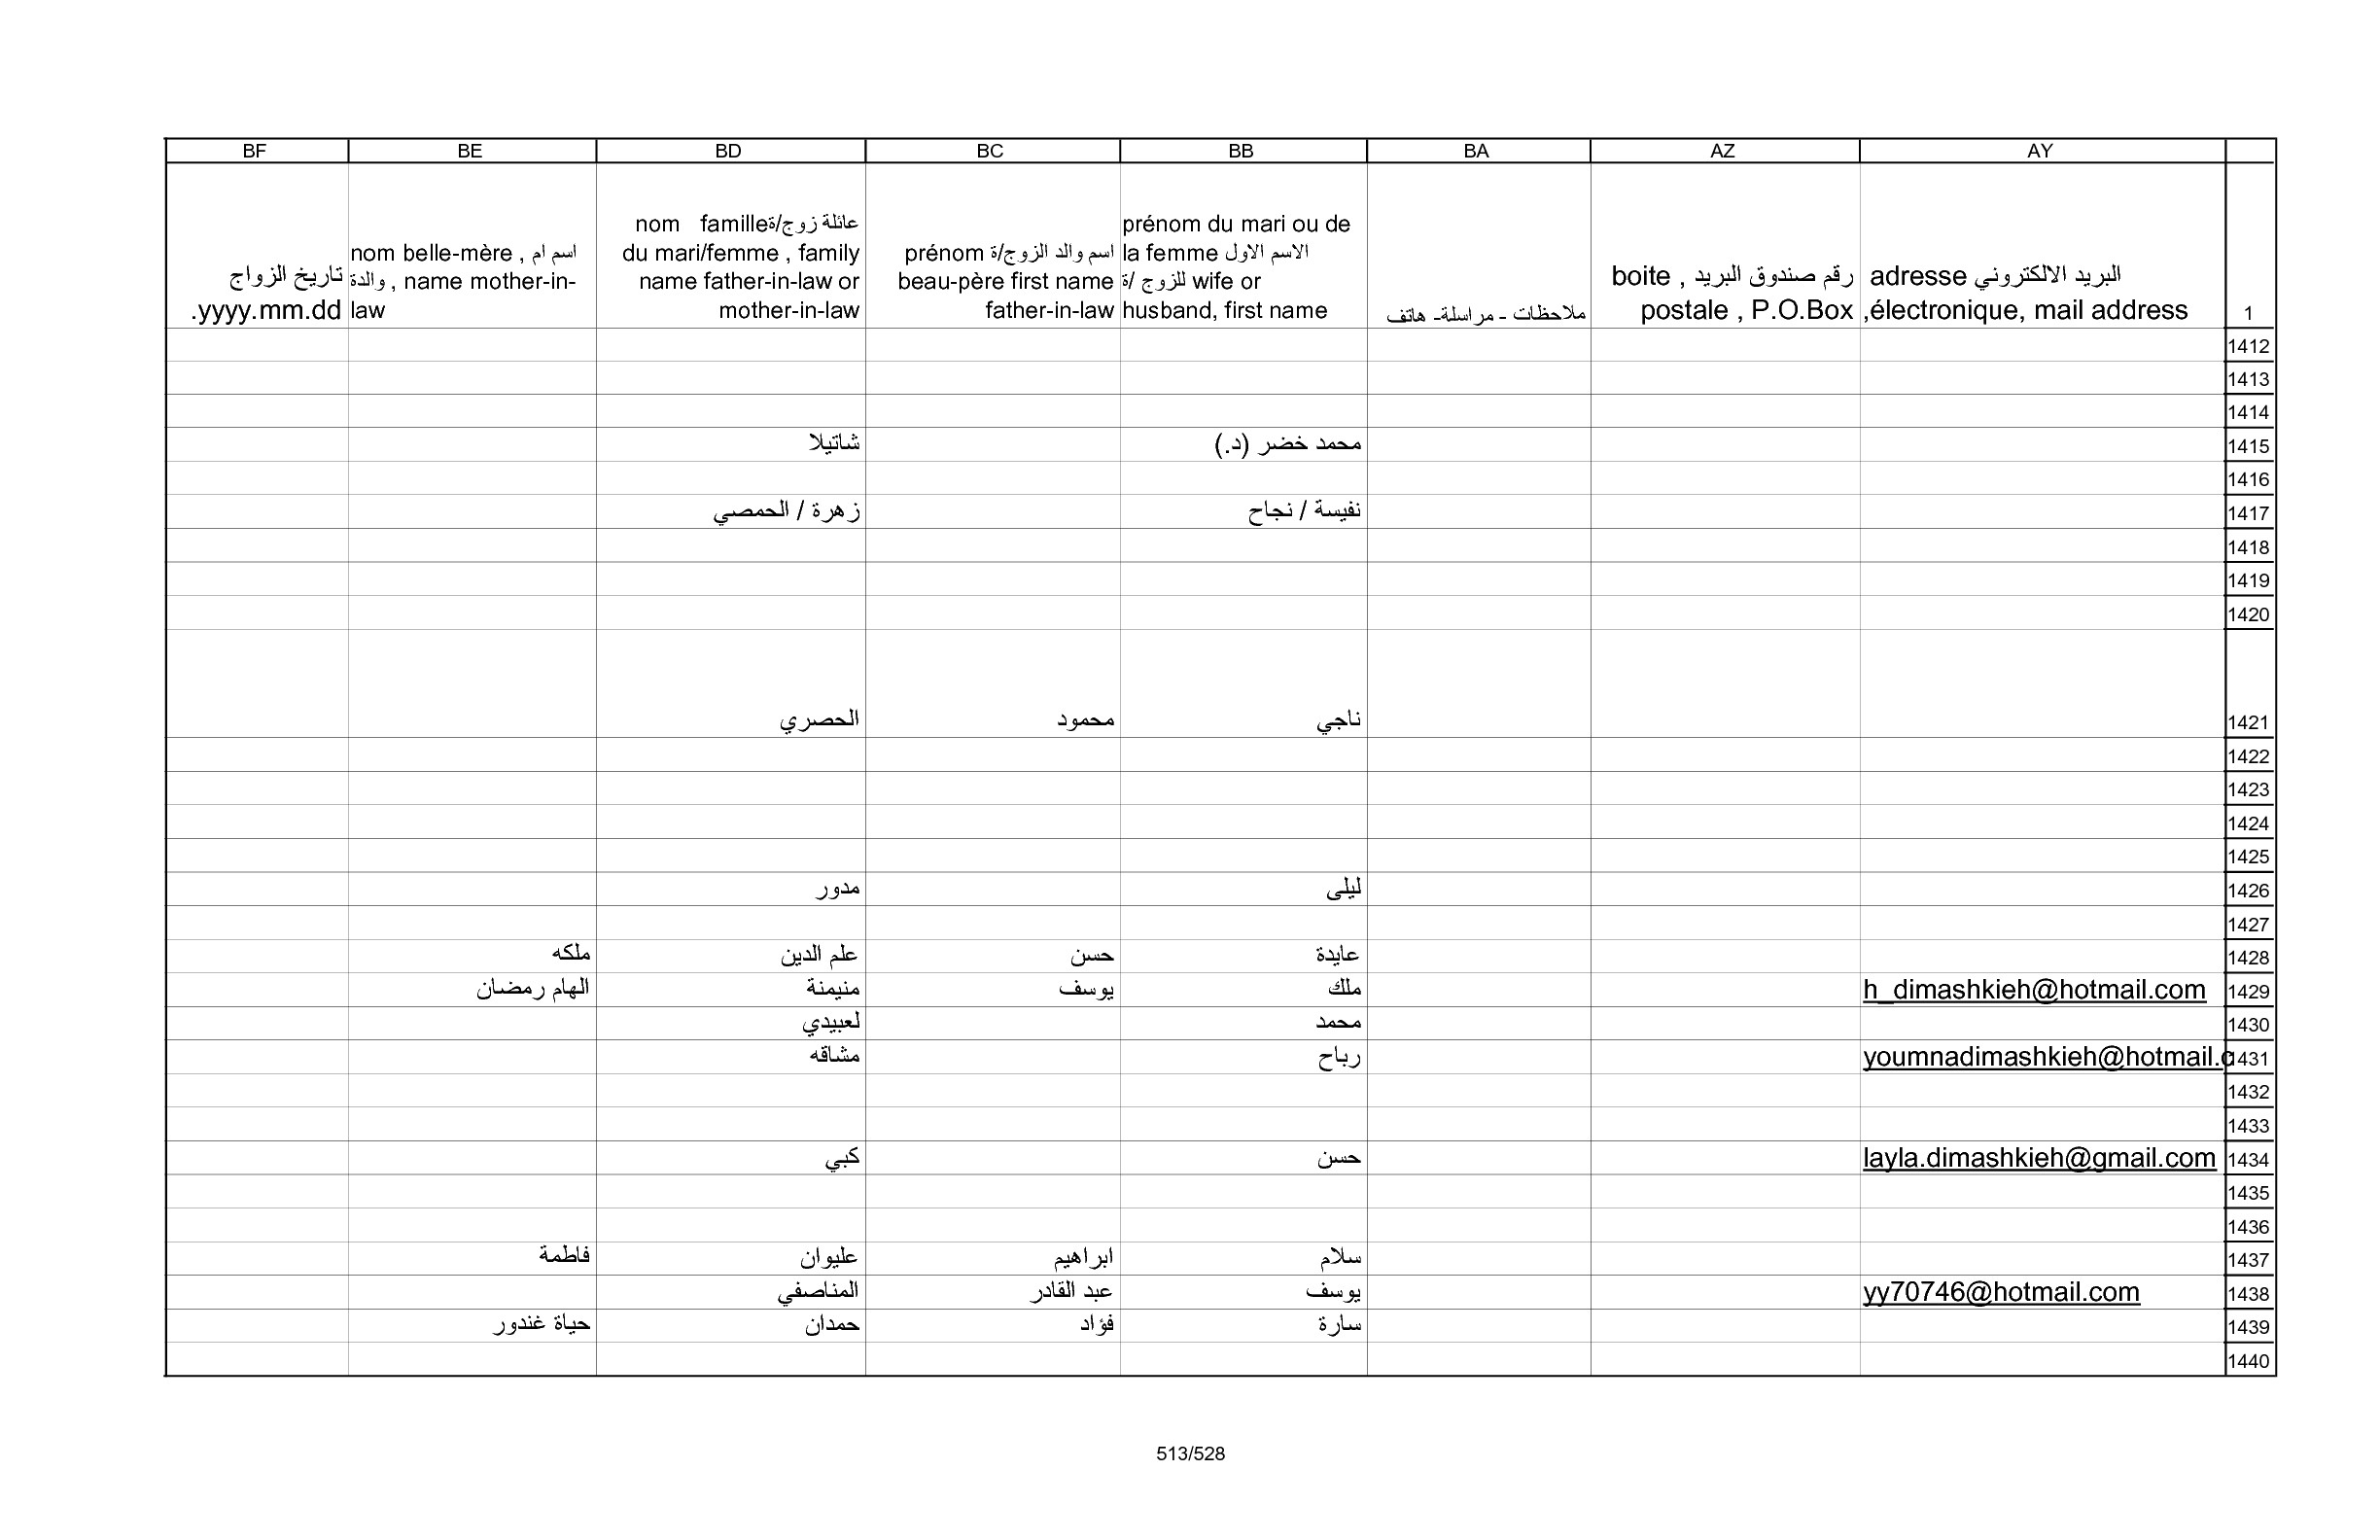 AY BA AZ BB BC BD BE BF
1
البريد الالكتروني adresse électronique, mail address,
رقم صندوق البريد , boite postale , P.O.Box
ملاحظات - مراسلة- هاتف
prénom du mari ou de la femme الاسم الاول للزوج /ة wife or husband, first name
اسم والد الزوج/ة prénom beau-père first name father-in-law
عائلة زوج/ةnom famille du mari/femme , family name father-in-law or mother-in-law
nom belle-mère , اسم ام , والدة , name mother-in-law
تاريخ الزواج yyyy.mm.dd.
1412
1413
1414
1415 محمد خضر (د.) شاتيلا
1416
1417 نفيسة / نجاح زهرة / الحمصي
1418
1419
1420
1421 ناجي محمود الحصري
1422
1423
1424
1425
1426 ليلى مدور
1427
1428 عايدة حسن علم الدين ملكه
1429 h_dimashkieh@hotmail.com ملك يوسف منيمنة الهام رمضان
1430 محمد لعبيدي
1431 youmnadimashkieh@hotmail.c رباح مشاقه
1432
1433
1434 layla.dimashkieh@gmail.com حسن كبي
1435
1436
1437 سلام ابراهيم عليوان فاطمة
1438 yy70746@hotmail.com يوسف عبد القادر المناصفي
1439 سارة فؤاد حمدان حياة غندور
1440
513/528